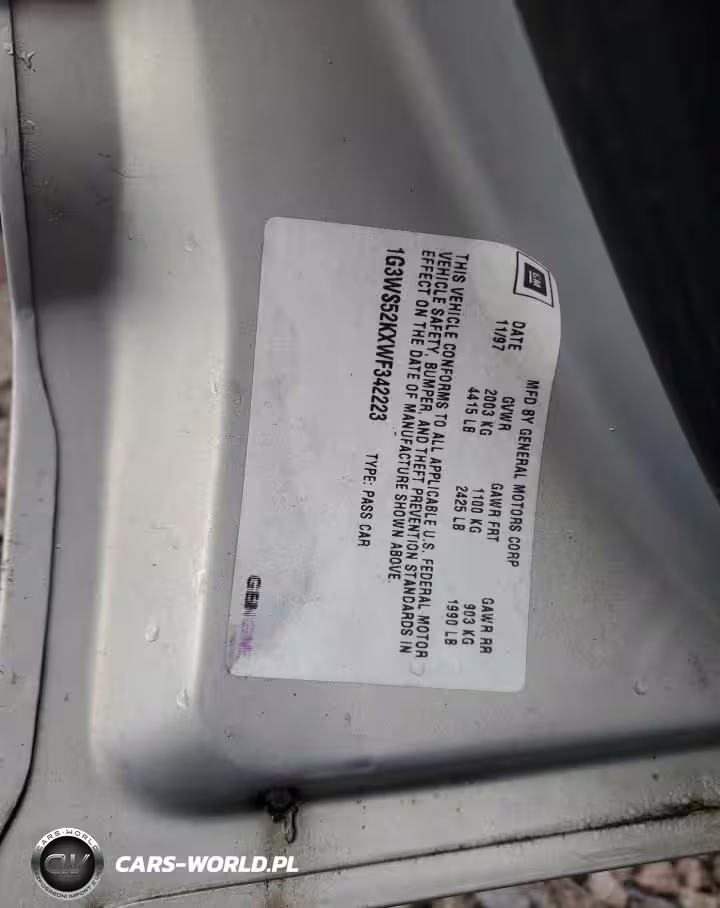 GM
MFD BY GENERAL MOTORS CORP
DATE GVWR GAWR FRT GAWR RR
11/97 2003 KG 1100 KG 903 KG
4415 LB 2425 LB 1990 LB
THIS VEHICLE CONFORMS TO ALL APPLICABLE U.S. FEDERAL MOTOR
VEHICLE SAFETY, BUMPER, AND THEFT PREVENTION STANDARDS IN
EFFECT ON THE DATE OF MANUFACTURE SHOWN ABOVE.
1G3WS52KXWF342223 TYPE: PASS CAR
CARS-WORLD
CW
CARS-WORLD.PL